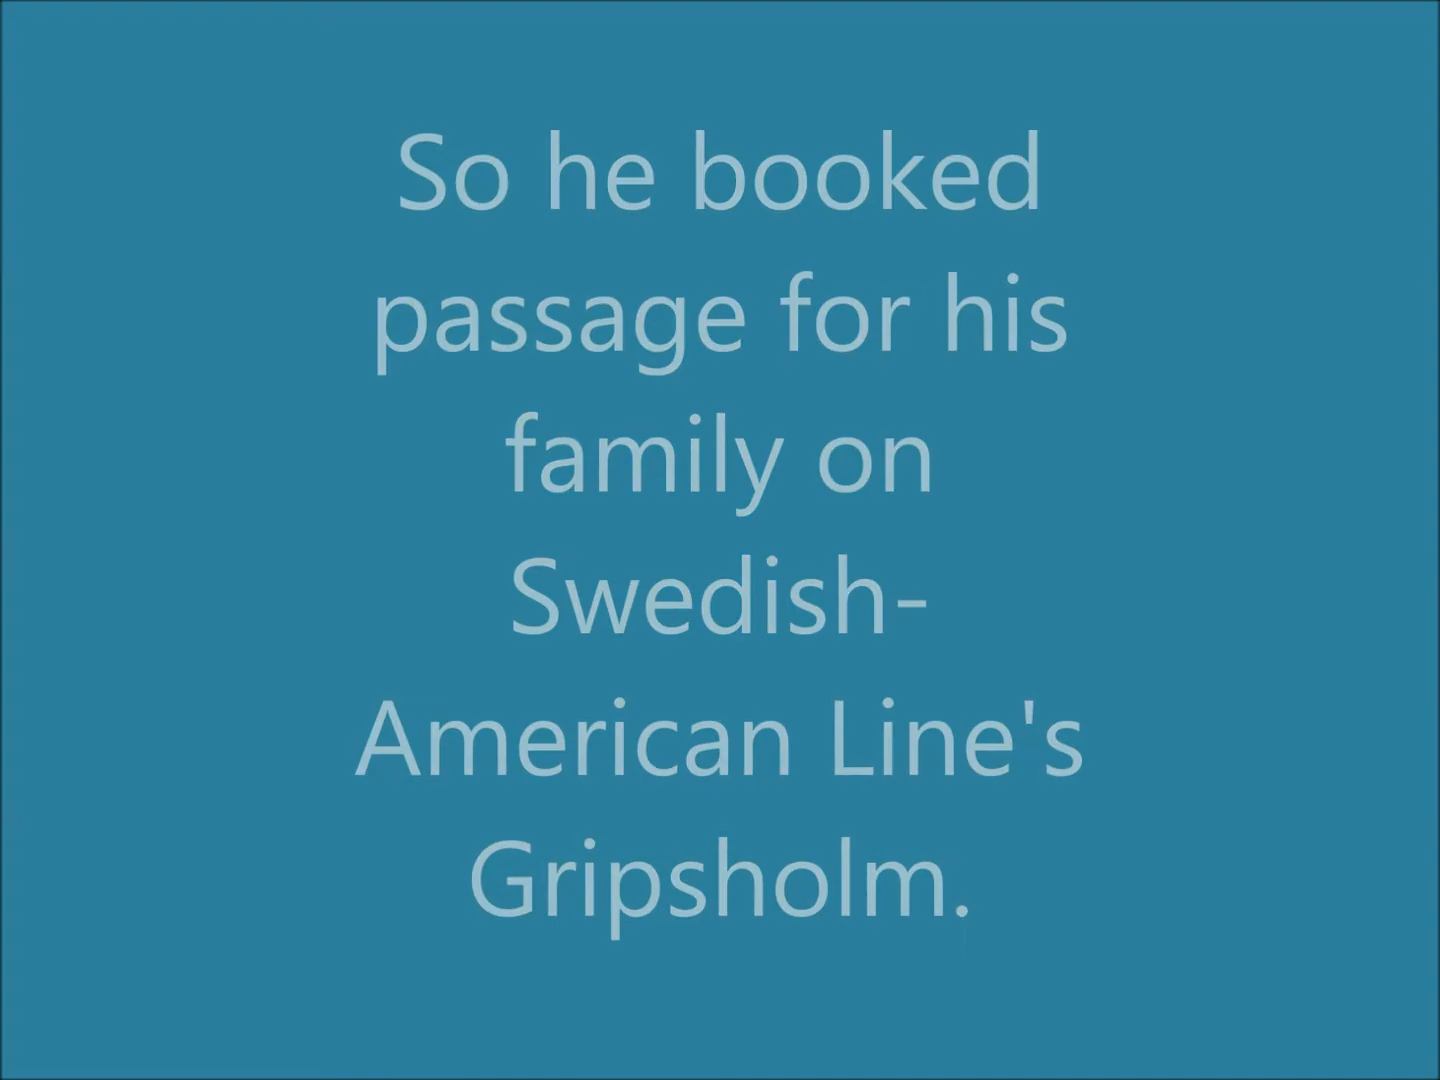 So he booked
passage for his
family on
Swedish-
American Line's
Gripsholm.